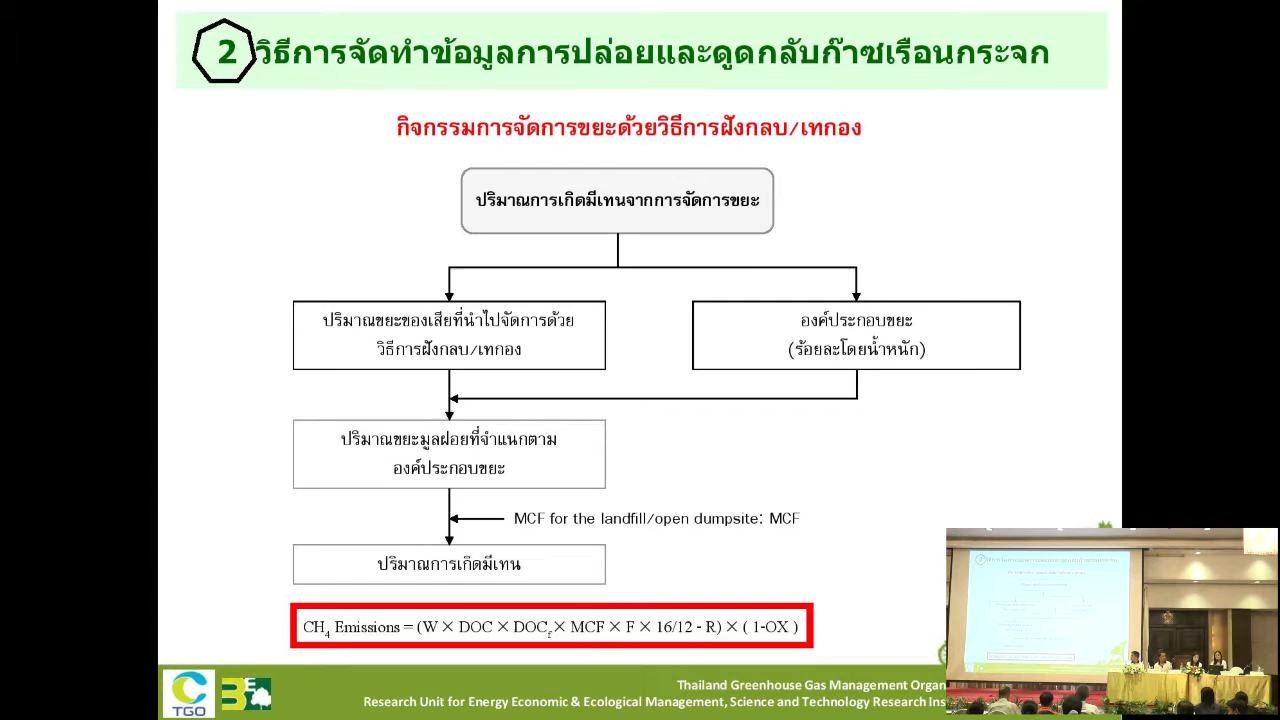 2 วิธีการจัดทำข้อมูลการปล่อยและดูดกลับก๊าซเรือนกระจก
กิจกรรมการจัดการขยะด้วยวิธีการฝังกลบ/เทกอง
ปริมาณการเกิดมีเทนจากการจัดการขยะ
ปริมาณขยะของเสียที่นำไปจัดการด้วย
วิธีการฝังกลบ/เทกอง
องค์ประกอบขยะ
(ร้อยละโดยน้ำหนัก)
ปริมาณขยะมูลฝอยที่จำแนกตาม
องค์ประกอบขยะ
MCF for the landfill/open dumpsite: MCF
ปริมาณการเกิดมีเทน
CH4 Emissions = (W × DOC × DOCf × MCF × F × 16/12 - R) × ( 1-OX )
Thailand Greenhouse Gas Management
Research Unit for Energy Economic & Ecological Management, Science and Technology Research
TGO